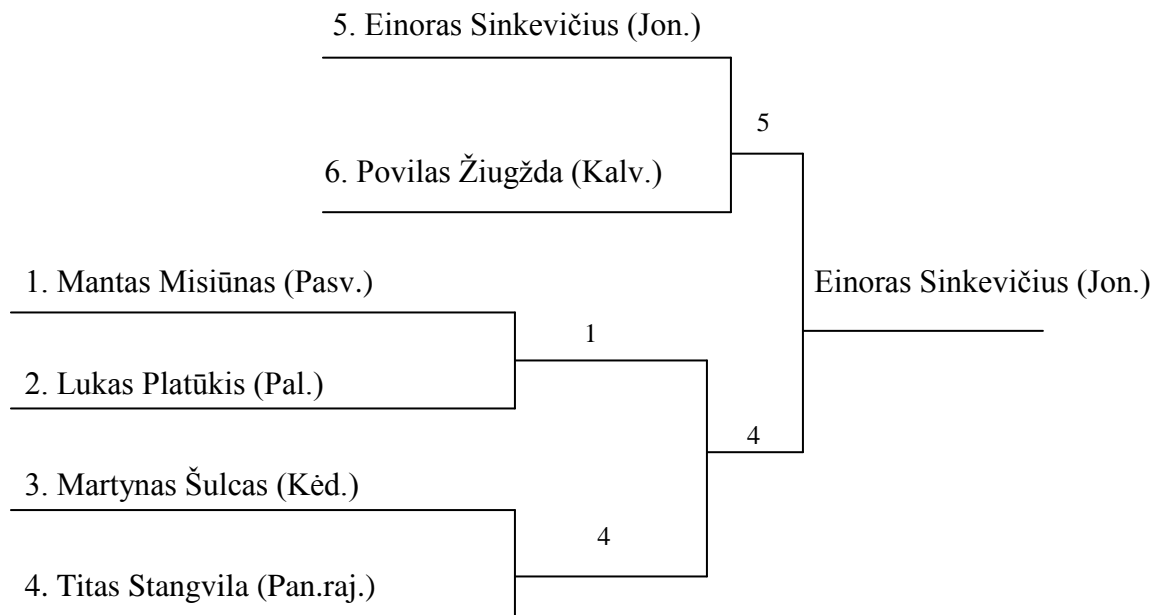 5. Einoras Sinkevičius (Jon.)
5
6. Povilas Žiugžda (Kalv.)
1. Mantas Misiūnas (Pasv.)
Einoras Sinkevičius (Jon.)
1
2. Lukas Platūkis (Pal.)
4
3. Martynas Šulcas (Kėd.)
4
4. Titas Stangvila (Pan.raj.)